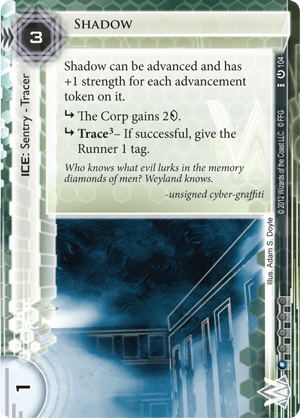 3
SHADOW
ICE: Sentry - Tracer
Shadow can be advanced and has
+1 strength for each advancement
token on it.
↳ The Corp gains 2.
↳ Trace³– If successful, give the
Runner 1 tag.
Who knows what evil lurks in the memory
diamonds of men? Weyland knows.
-unsigned cyber-graffiti
104
© 2012 Wizards of the Coast LLC. © FFG
Illus. Adam S. Doyle
1